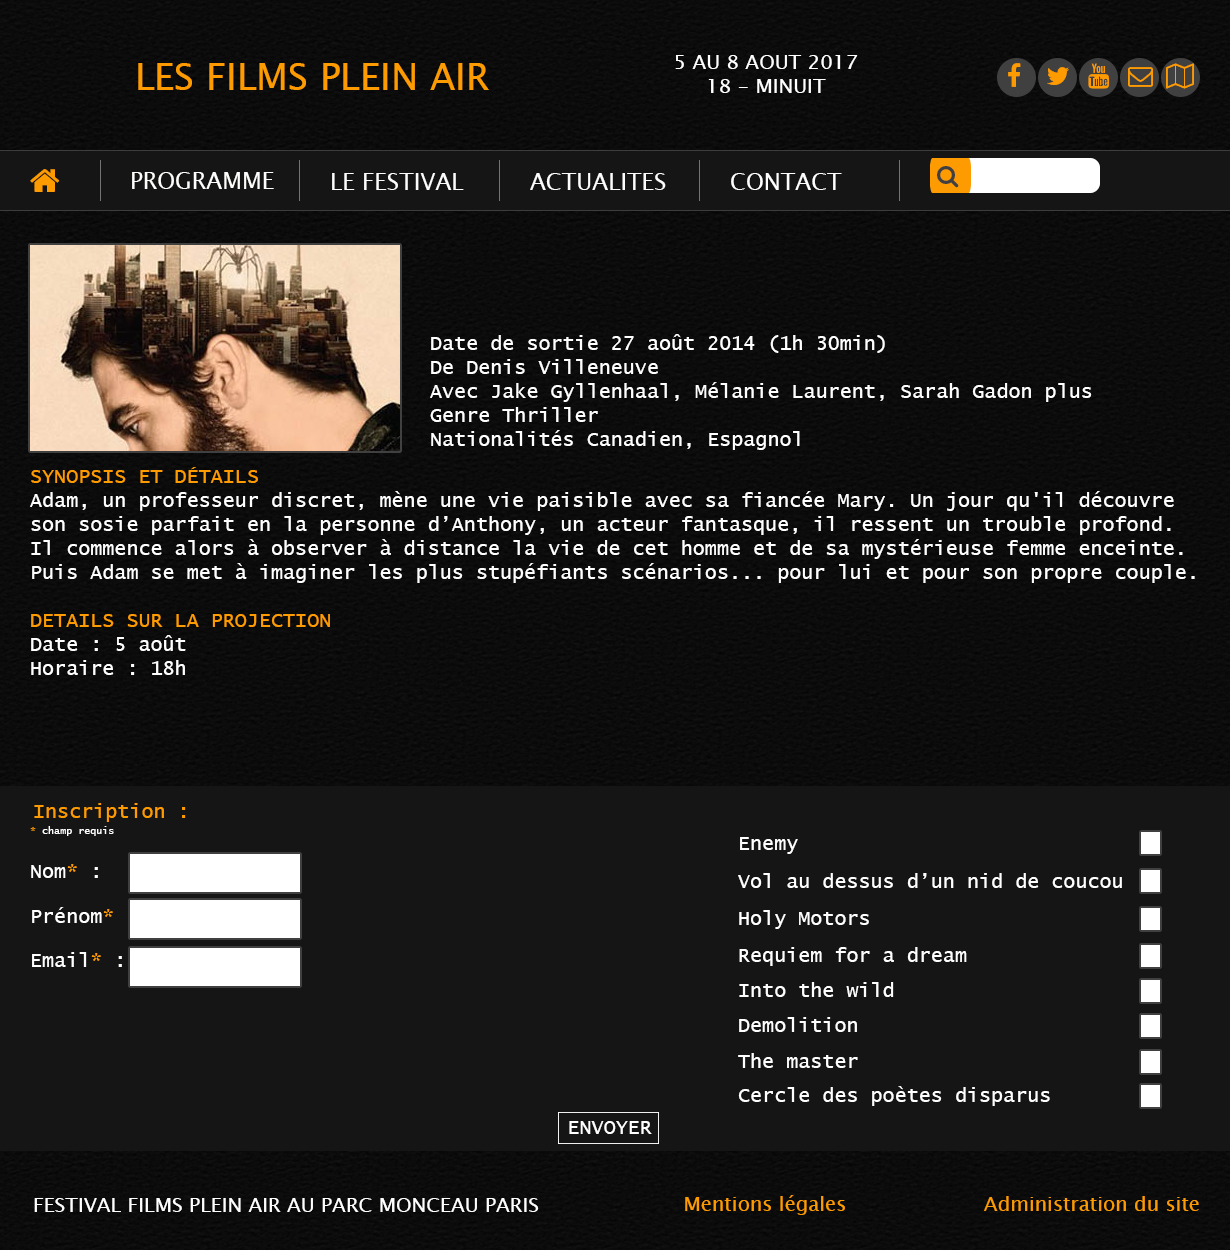 LES FILMS PLEIN AIR
5 AU 8 AOUT 2017
18 – MINUIT
You
Tube
PROGRAMME
LE FESTIVAL
ACTUALITES
CONTACT
Date de sortie 27 août 2014 (1h 30min)
De Denis Villeneuve
Avec Jake Gyllenhaal, Mélanie Laurent, Sarah Gadon plus
Genre Thriller
Nationalités Canadien, Espagnol
SYNOPSIS ET DÉTAILS
Adam, un professeur discret, mène une vie paisible avec sa fiancée Mary. Un jour qu'il découvre
son sosie parfait en la personne d’Anthony, un acteur fantasque, il ressent un trouble profond.
Il commence alors à observer à distance la vie de cet homme et de sa mystérieuse femme enceinte.
Puis Adam se met à imaginer les plus stupéfiants scénarios... pour lui et pour son propre couple.
DETAILS SUR LA PROJECTION
Date : 5 août
Horaire : 18h
Inscription :
* champ requis
Nom* :
Prénom*
Email* :
Enemy
Vol au dessus d’un nid de coucou
Holy Motors
Requiem for a dream
Into the wild
Demolition
The master
Cercle des poètes disparus
ENVOYER
FESTIVAL FILMS PLEIN AIR AU PARC MONCEAU PARIS
Mentions légales
Administration du site